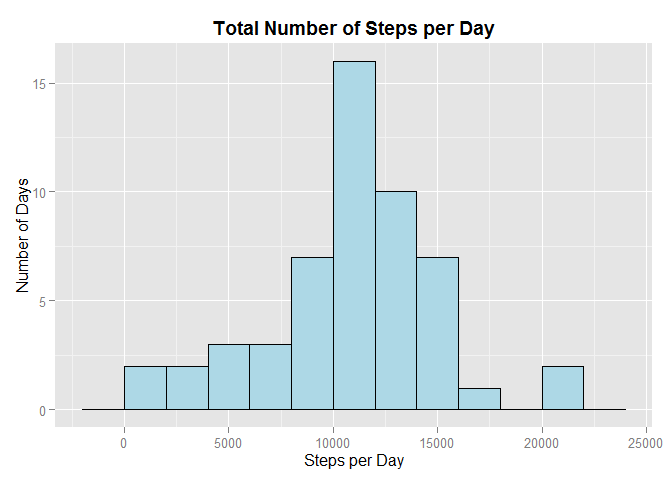 Total Number of Steps per Day
Number of Days
15
10
5
0
0 5000 10000 15000 20000 25000
Steps per Day